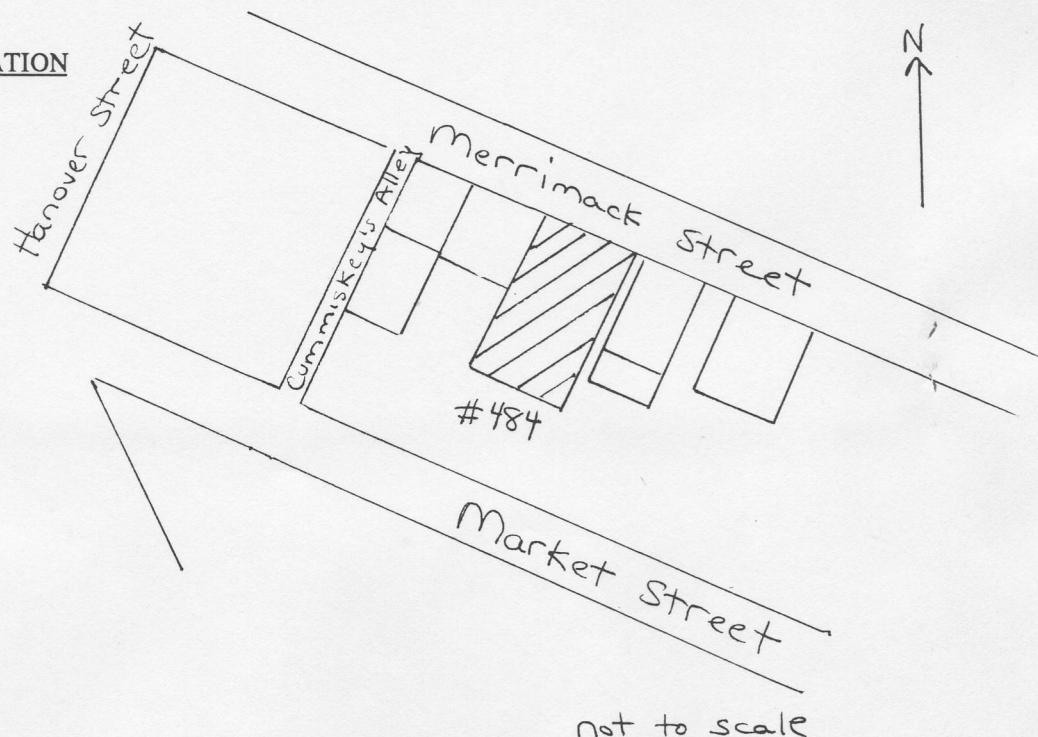 ATION
N
Hanover Street
Merrimack Street
Cummiskey's Alley
#484
Market Street
not to scale